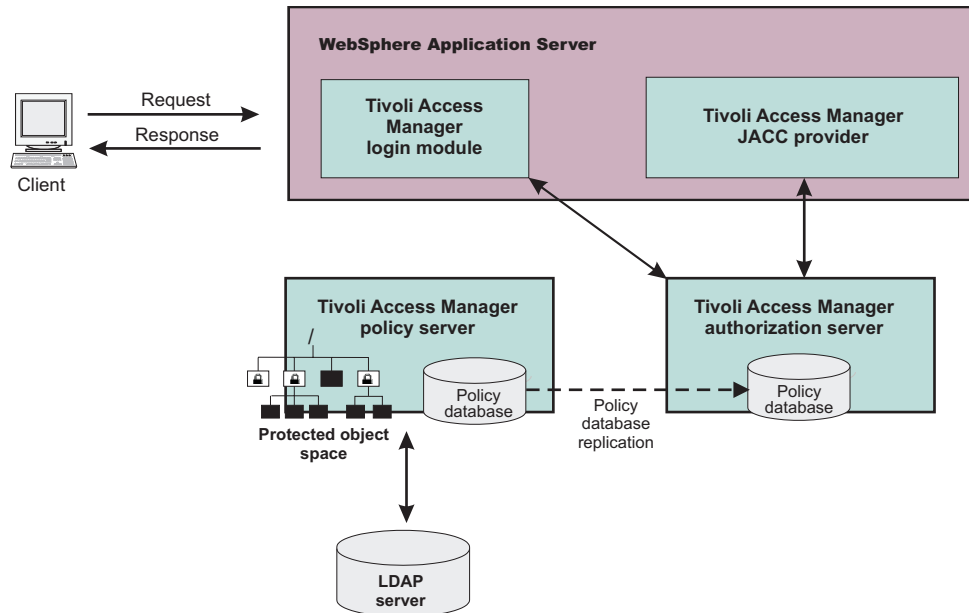 WebSphere Application Server
Tivoli Access
Manager
login module
Tivoli Access Manager
JACC provider
Request
Response
Client
Tivoli Access Manager
policy server
/
Policy
database
Protected object
space
Policy
database
replication
Tivoli Access Manager
authorization server
Policy
database
LDAP
server